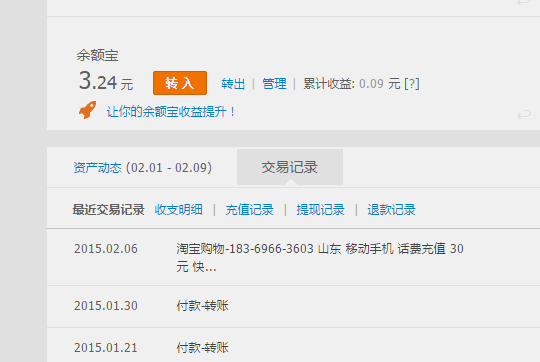 余额宝
3.24 元 转 入 转出 | 管理 | 累计收益: 0.09 元 [?]
让你的余额宝收益提升！
资产动态 (02.01 - 02.09) 交易记录
最近交易记录 收支明细 | 充值记录 | 提现记录 | 退款记录
2015.02.06 淘宝购物-183-6966-3603 山东 移动手机 话费充值 30
元 快...
2015.01.30 付款-转账
2015.01.21 付款-转账